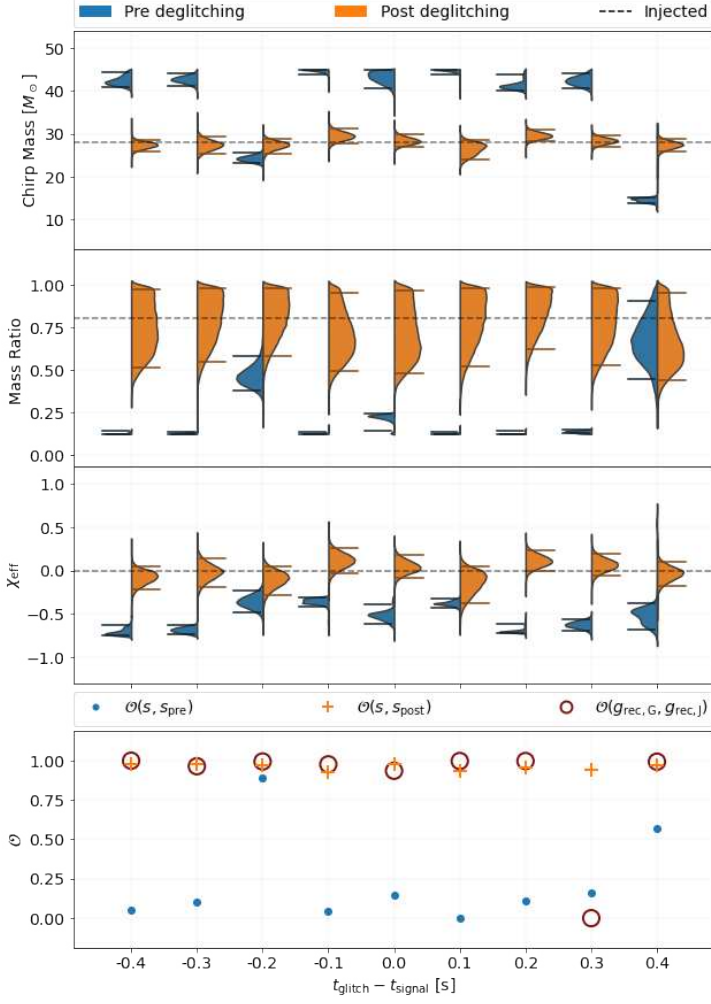 Pre deglitching Post deglitching Injected
50
40
30
20
10
Chirp Mass [M⊙]
1.00
0.75
0.50
0.25
0.00
Mass Ratio
1.0
0.5
0.0
−0.5
−1.0
χeff
𝒪(s, spre) 𝒪(s, spost) 𝒪(grec,G, grec,J)
1.00
0.75
0.50
0.25
0.00
𝒪
-0.4 -0.3 -0.2 -0.1 0.0 0.1 0.2 0.3 0.4
tglitch − tsignal [s]